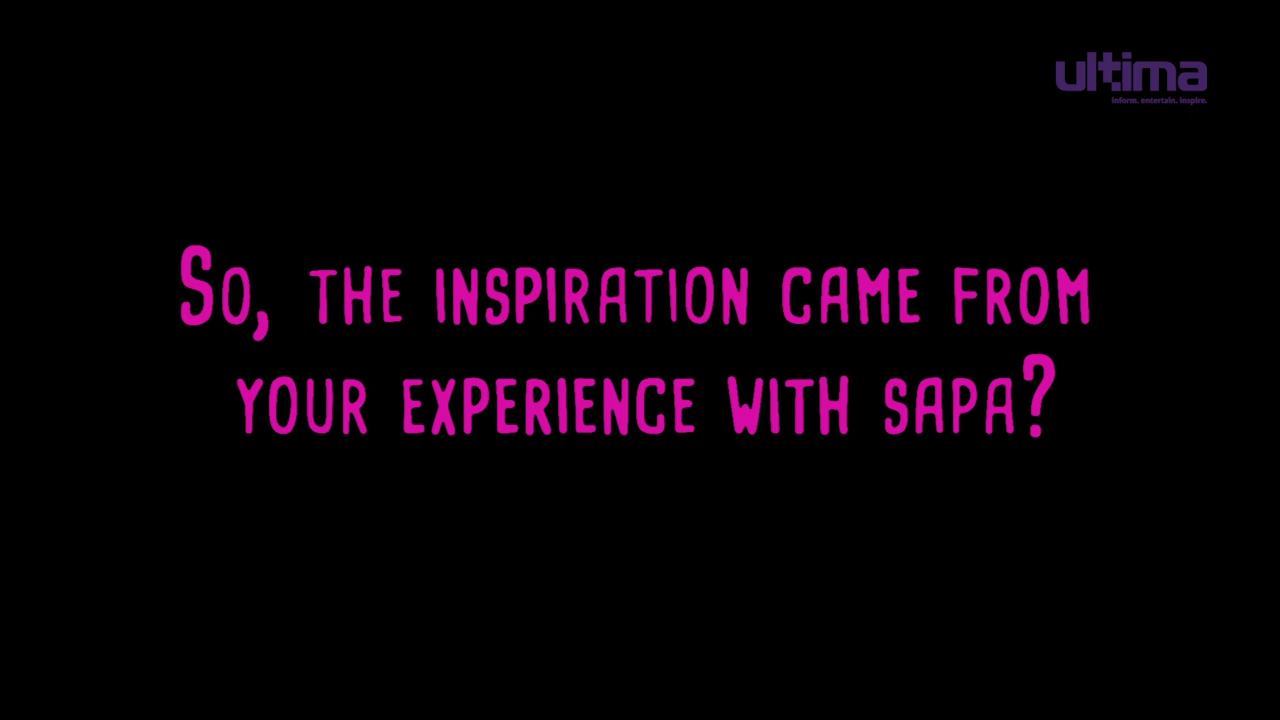 ultima
inform. entertain. inspire.
So, the inspiration came from
your experience with sapa?